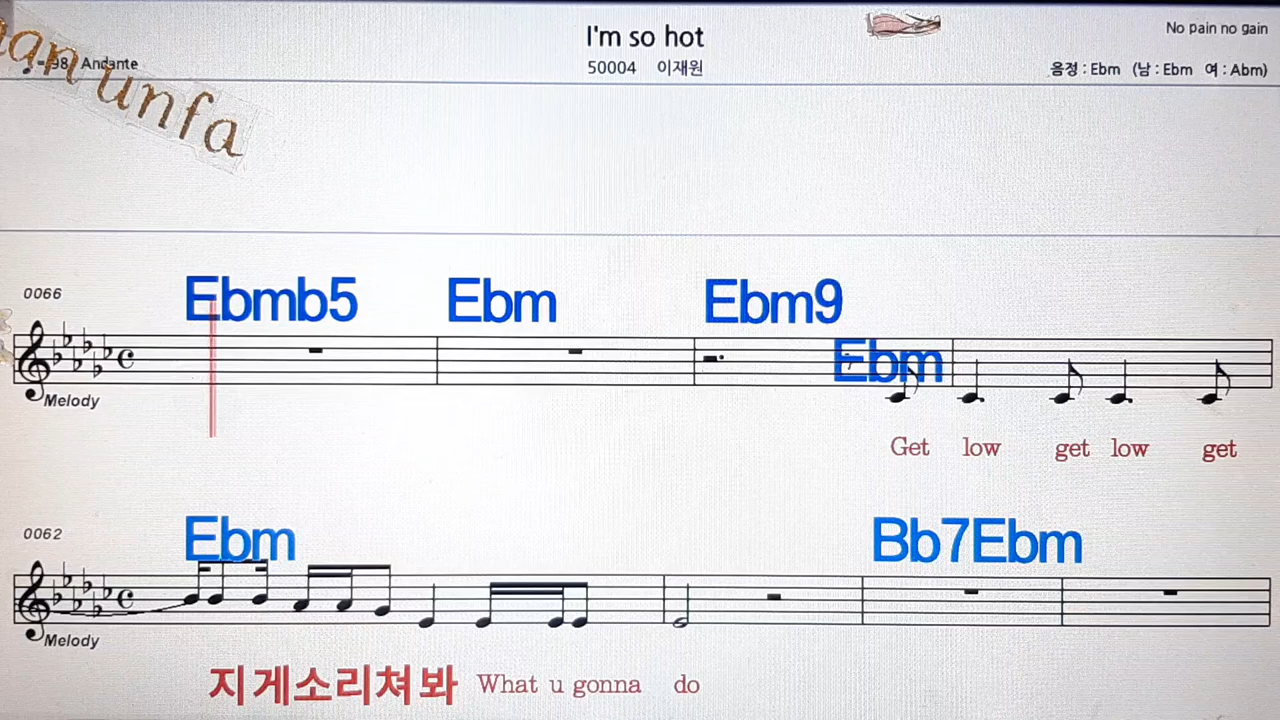 I'm so hot
No pain no gain
an unfa
= 98 Andante
50004 이재원
음정 : Ebm (남 : Ebm 여 : Abm)
0066
Ebmb5 Ebm Ebm9
Ebm
Melody
Get low get low get
0062
Ebm Bb7Ebm
Melody
지게소리쳐봐 What u gonna do